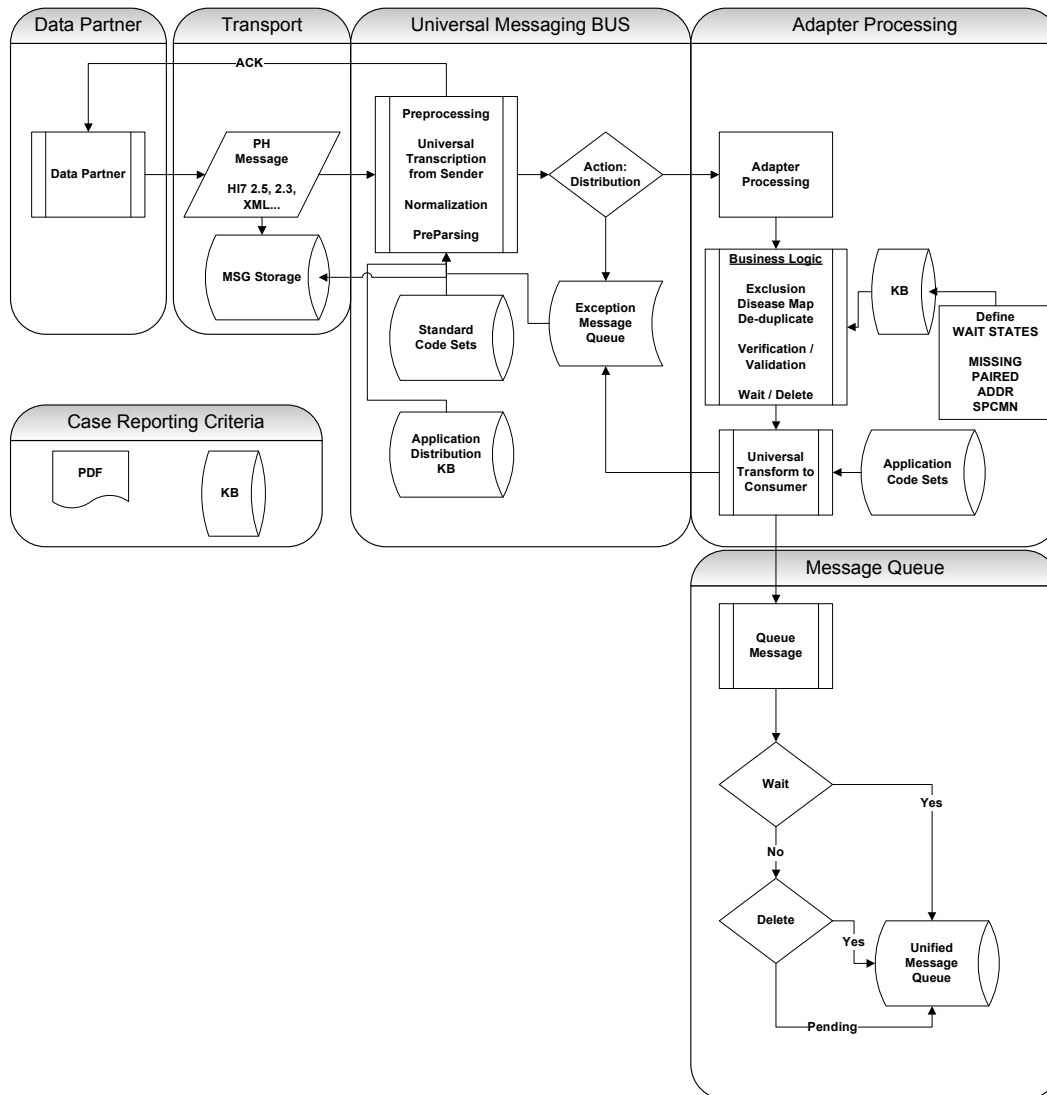 Data Partner
Transport
Universal Messaging BUS
Adapter Processing
ACK
Data Partner
PH
Message
HI7 2.5, 2.3,
XML...
MSG Storage
Preprocessing
Universal
Transcription
from Sender
Normalization
PreParsing
Action:
Distribution
Exception
Message
Queue
Standard
Code Sets
Application
Distribution
KB
Adapter
Processing
Business Logic
Exclusion
Disease Map
De-duplicate
Verification /
Validation
Wait / Delete
KB
Define
WAIT STATES
MISSING
PAIRED
ADDR
SPCMN
Universal
Transform to
Consumer
Application
Code Sets
Case Reporting Criteria
PDF
KB
Message Queue
Queue
Message
Wait
Yes
No
Delete
Yes
Unified
Message
Queue
Pending